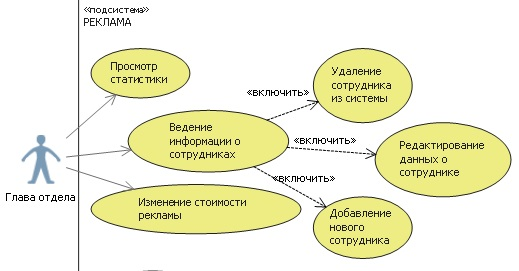 «подсистема»
РЕКЛАМА
Просмотр
статистики
Удаление
сотрудника
из системы
«включить»
Ведение
информации о
сотрудниках
«включить»
Редактирование
данных о
сотруднике
Глава отдела
«включить»
Изменение стоимости
рекламы
Добавление
нового
сотрудника